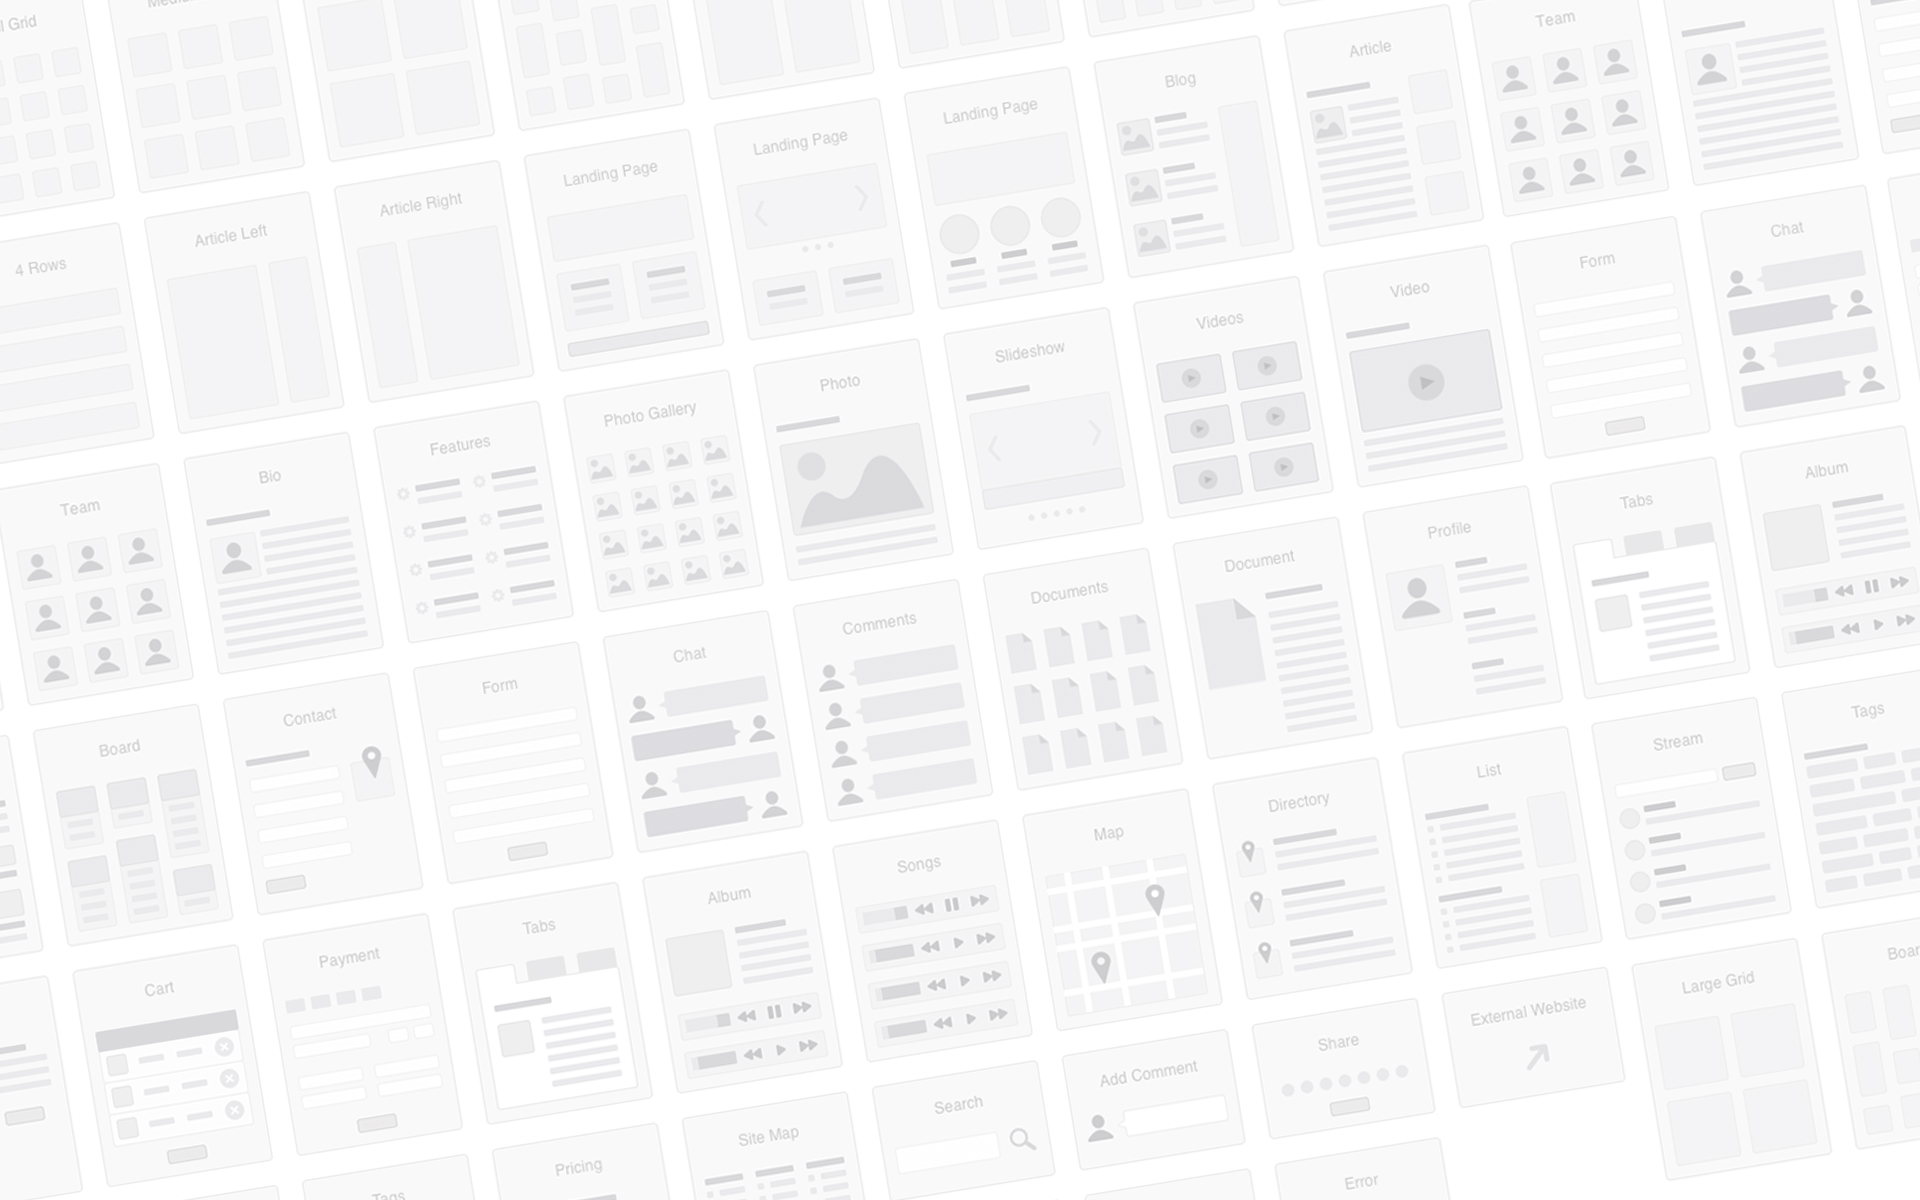 l Grid
Team
Article
Blog
Landing Page
Landing Page
Landing Page
Article Right
Article Left
4 Rows
Chat
Form
Video
Videos
Slideshow
Photo
Photo Gallery
Features
Bio
Team
Album
Tabs
Profile
Document
Documents
Comments
Chat
Form
Contact
Board
Tags
Stream
List
Directory
Map
Songs
Album
Tabs
Payment
Cart
Large Grid
External Website
Share
Add Comment
Search
Site Map
Pricing
Tags
Error